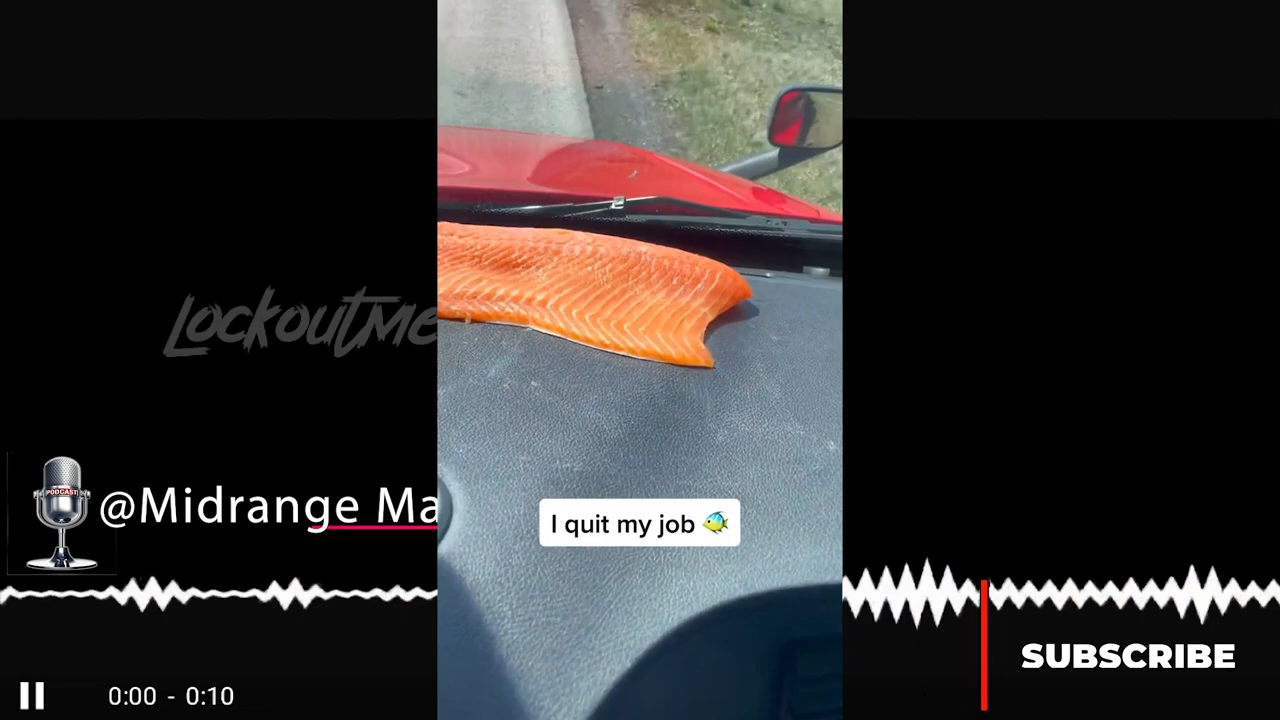 Lockoutme
PODCAST
@Midrange Ma
I quit my job 🐠
SUBSCRIBE
0:00 - 0:10